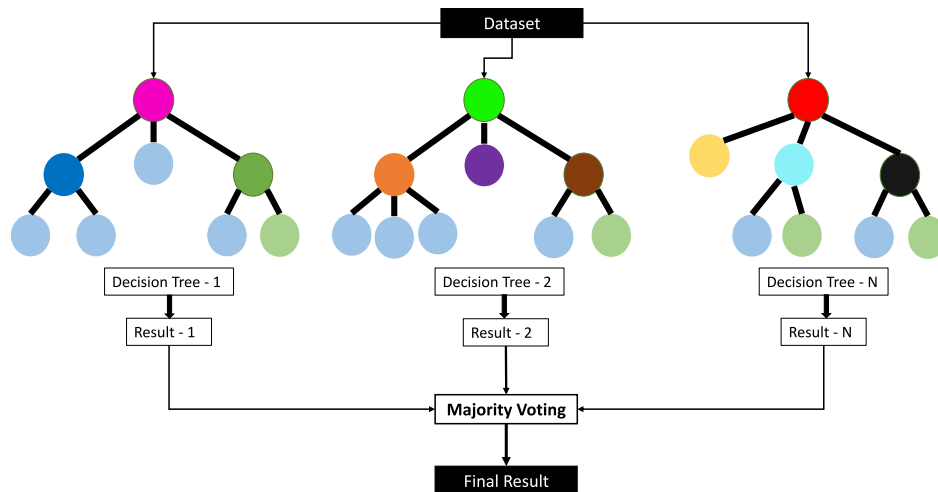 Dataset
Decision Tree - 1
Decision Tree - 2
Decision Tree - N
Result - 1
Result - 2
Result - N
Majority Voting
Final Result